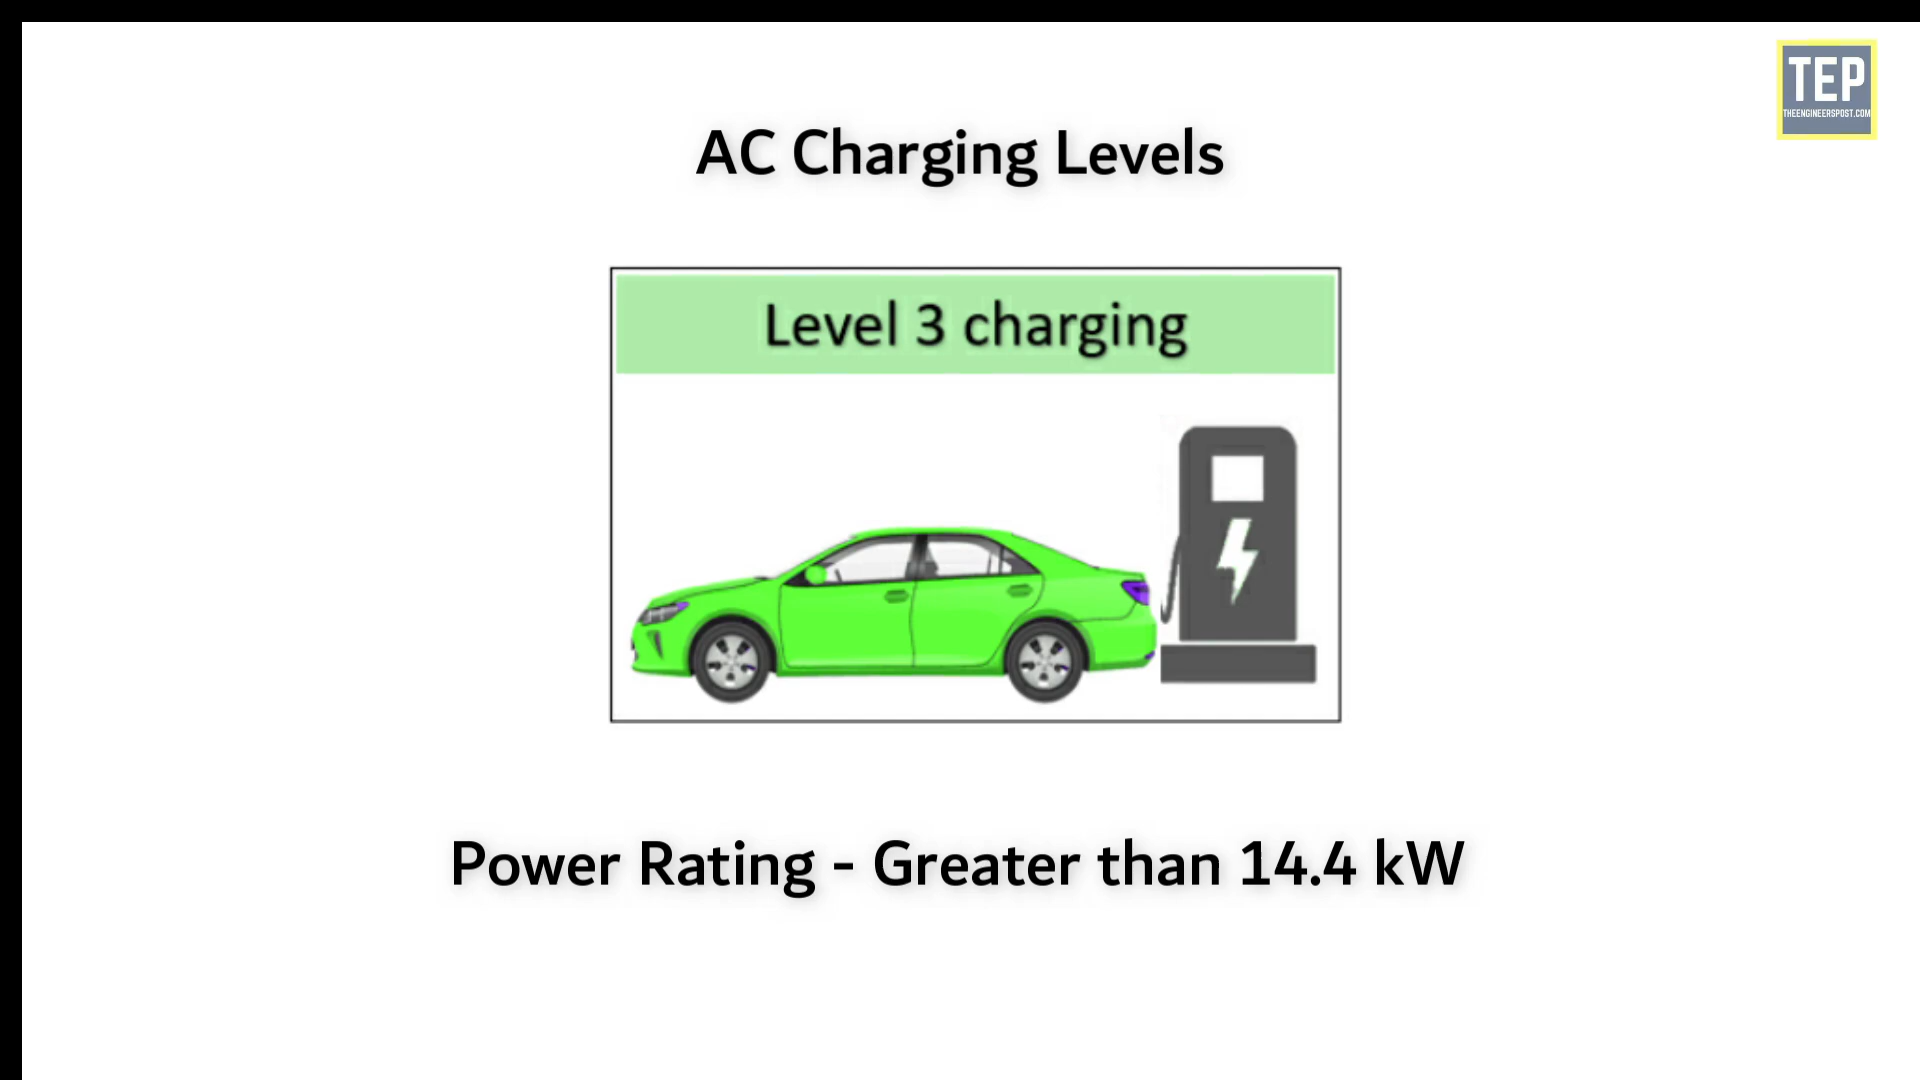 TEP
THEENGINEERSPOST.COM
AC Charging Levels
Level 3 charging
Power Rating - Greater than 14.4 kW